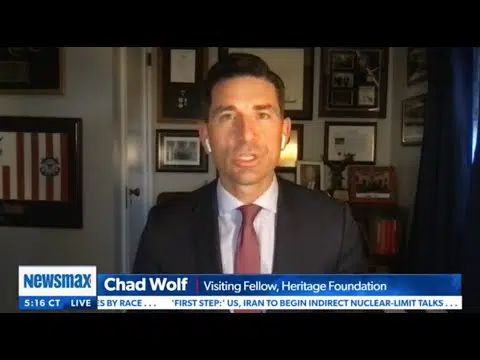 NEWSMAX
Chad Wolf
Visiting Fellow, Heritage Foundation
5:16 CT
LIVE
ES BY RACE . . . 'FIRST STEP:' US, IRAN TO BEGIN INDIRECT NUCLEAR-LIMIT TALKS . . .